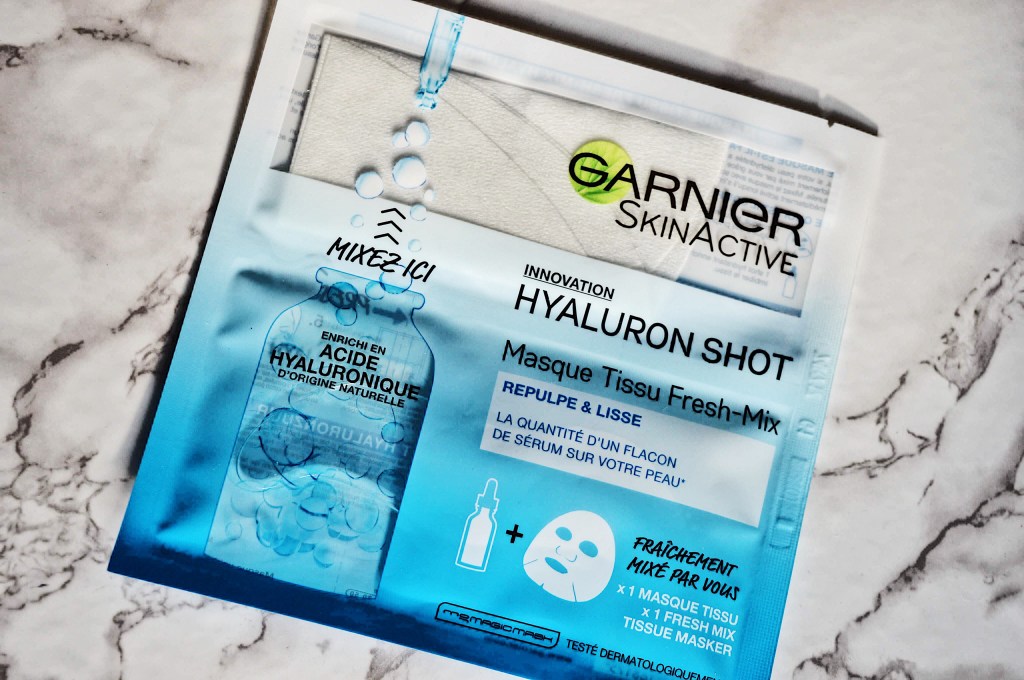 GARNIER
SKINACTIVE
MIXEZ ICI
INNOVATION
HYALURON SHOT
Masque Tissu Fresh-Mix
ENRICHI EN
ACIDE
HYALURONIQUE
D'ORIGINE NATURELLE
REPULPE & LISSE
LA QUANTITÉ D'UN FLACON
DE SÉRUM SUR VOTRE PEAU*
+
FRAÎCHEMENT
MIXÉ PAR VOUS
x 1 MASQUE TISSU
x 1 FRESH MIX
TISSUE MASKER
TESTÉ DERMATOLOGIQUEMEN